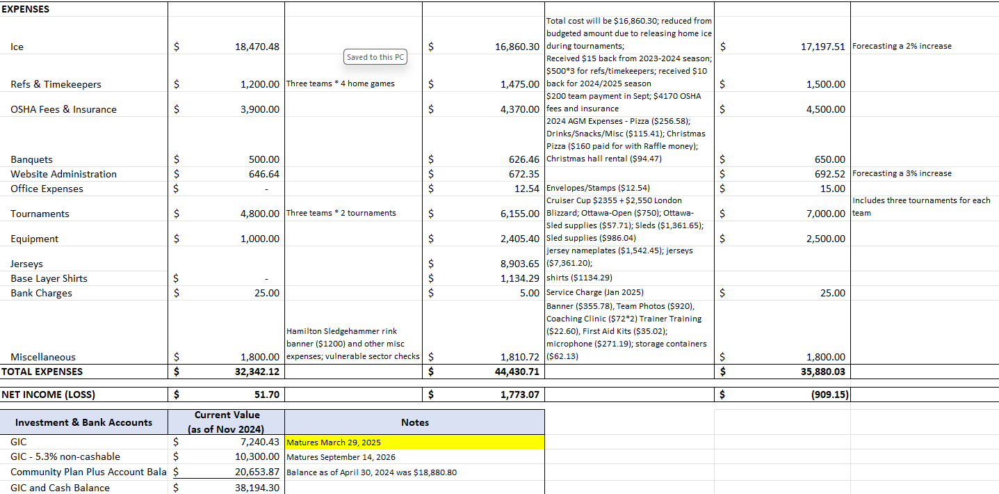 EXPENSES
Total cost will be $16,860.30; reduced from
budgeted amount due to releasing home ice
Ice $ 18,470.48 $ 16,860.30 during tournaments; $ 17,197.51 Forecasting a 2% increase
Saved to this PC
Received $15 back from 2023-2024 season;
$500*3 for refs/timekeepers; received $10
Refs & Timekeepers $ 1,200.00 Three teams * 4 home games $ 1,475.00 back for 2024/2025 season $ 1,500.00
$200 team payment in Sept; $4170 OSHA
OSHA Fees & Insurance $ 3,900.00 $ 4,370.00 fees and insurance $ 4,500.00
2024 AGM Expenses - Pizza ($256.58);
Drinks/Snacks/Misc ($115.41); Christmas
Pizza ($160 paid for with Raffle money);
Banquets $ 500.00 $ 626.46 Christmas hall rental ($94.47) $ 650.00
Website Administration $ 646.64 $ 672.35 $ 692.52 Forecasting a 3% increase
Office Expenses $ - $ 12.54 Envelopes/Stamps ($12.54) $ 15.00
Cruiser Cup $2355 + $2,550 London Includes three tournaments for each
Tournaments $ 4,800.00 Three teams * 2 tournaments $ 6,155.00 Blizzard; Ottawa-Open ($750); Ottawa- $ 7,000.00 team
Sled supplies ($57.71); Sleds ($1,361.65);
Equipment $ 1,000.00 $ 2,405.40 Sled supplies ($986.04) $ 2,500.00
jersey nameplates ($1,542.45); jerseys
Jerseys $ 8,903.65 ($7,361.20);
Base Layer Shirts $ - $ 1,134.29 shirts ($1134.29)
Bank Charges $ 25.00 $ 5.00 Service Charge (Jan 2025) $ 25.00
Banner ($355.78), Team Photos ($920),
Coaching Clinic ($72*2) Trainer Training
Hamilton Sledgehammer rink ($22.60), First Aid Kits ($35.02);
banner ($1200) and other misc microphone ($271.19); storage containers
Miscellaneous $ 1,800.00 expenses; vulnerable sector checks $ 1,810.72 ($62.13) $ 1,800.00
TOTAL EXPENSES $ 32,342.12 $ 44,430.71 $ 35,880.03
NET INCOME (LOSS) $ 51.70 $ 1,773.07 $ (909.15)
Current Value
Investment & Bank Accounts Notes
(as of Nov 2024)
GIC $ 7,240.43 Matures March 29, 2025
GIC - 5.3% non-cashable $ 10,300.00 Matures September 14, 2026
Community Plan Plus Account Bala $ 20,653.87 Balance as of April 30, 2024 was $18,880.80
GIC and Cash Balance $ 38,194.30